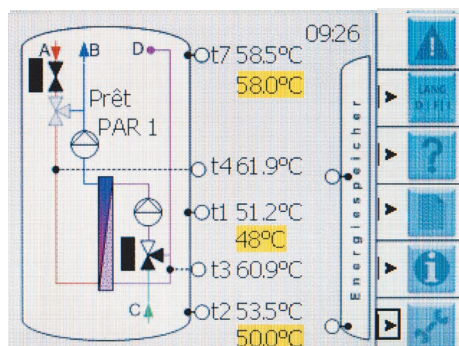 09:26
A B D
t7 58.5°C
58.0°C
Prêt
PAR 1
t4 61.9°C
t1 51.2°C
48°C
t3 60.9°C
C
t2 53.5°C
50.0°C
Energiespeicher
LANG
D F I
?
i